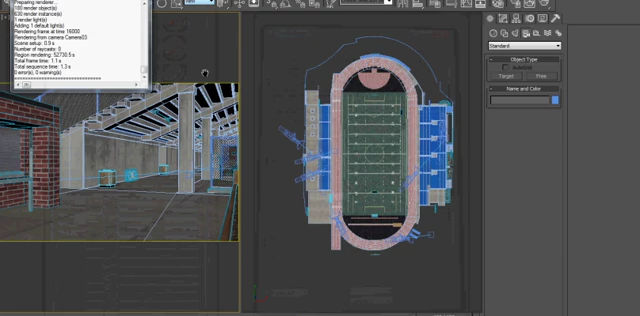 Preparing renderer...
180 render object(s)
630 render instance(s)
1 render light(s)
Adding 1 default light(s)
Rendering frame at time 16000
Rendering from camera Camera03
Scene setup: 0.9 s
Number of raycasts: 0
Region rendering: 52730.5 s
Total frame time: 1.1 s
Total sequence time: 1.3 s
0 error(s), 0 warning(s)
View
Standard
Object Type
AutoGrid
Target Free
Name and Color